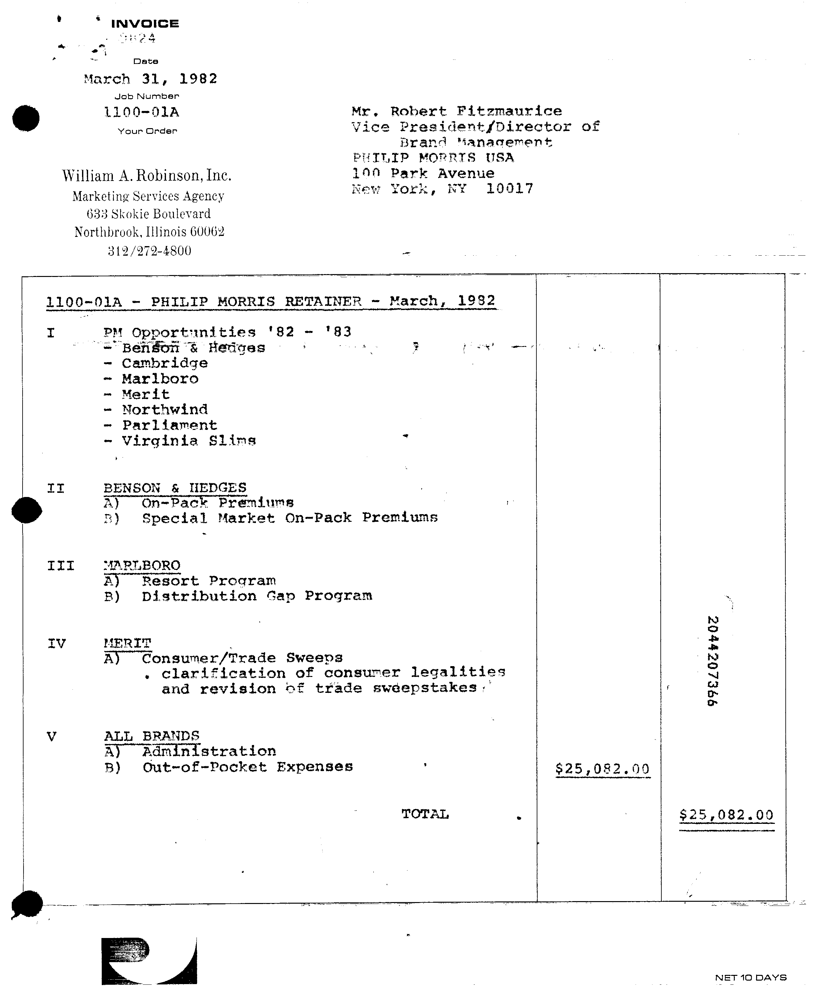 INVOICE
Date
March 31, 1982
Job Number
1100-01A
Your Order
William A. Robinson, Inc.
Marketing Services Agency
633 Skokie Boulevard
Northbrook, Illinois 60062
312/272-4800
Mr. Robert Fitzmaurice
Vice President/Director of
Brand Management
PHILIP MORRIS USA
100 Park Avenue
New York, NY 10017
1100-01A - PHILIP MORRIS RETAINER - March, 1982
I PM Opportunities '82 - '83
- Benson & Hedges
- Cambridge
- Marlboro
- Merit
- Northwind
- Parliament
- Virginia Slims
II BENSON & HEDGES
A) On-Pack Premiums
B) Special Market On-Pack Premiums
III MARLBORO
A) Resort Program
B) Distribution Gap Program
IV MERIT
A) Consumer/Trade Sweeps
. clarification of consumer legalities
and revision of trade sweepstakes.
V ALL BRANDS
A) Administration
B) Out-of-Pocket Expenses $25,082.00
TOTAL $25,082.00
2044207366
NET 10 DAYS